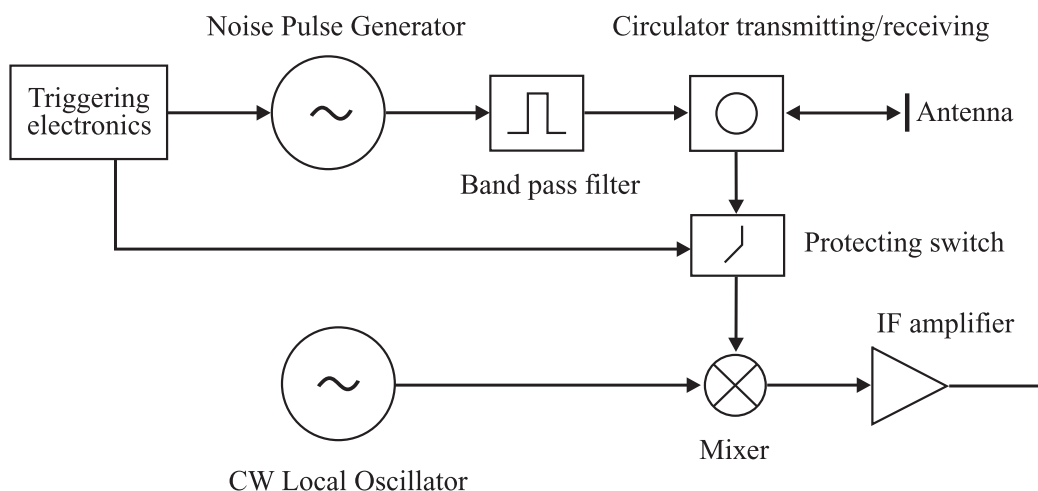 Noise Pulse Generator
Circulator transmitting/receiving
Triggering
electronics
Antenna
Band pass filter
Protecting switch
IF amplifier
Mixer
CW Local Oscillator